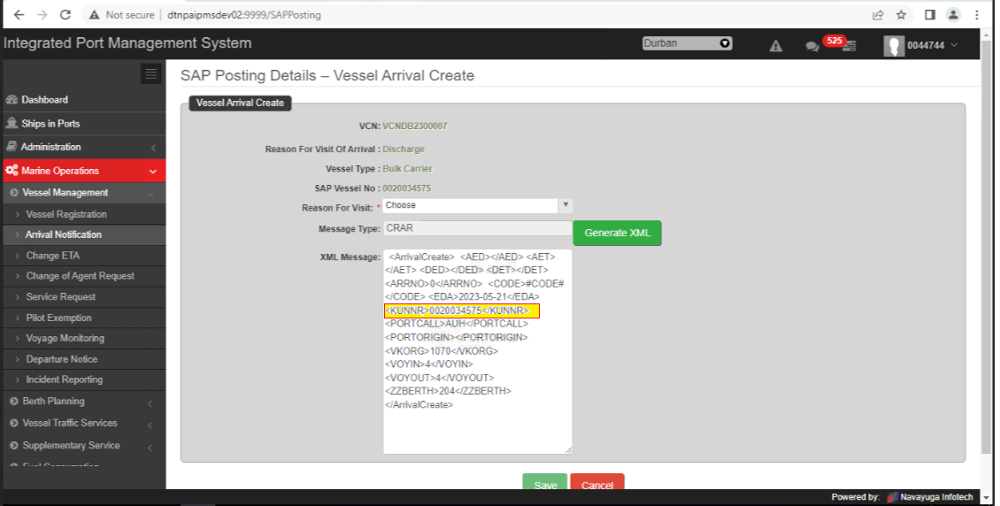 Not secure dtnpaipmsdev02:9999/SAPPosting
Integrated Port Management System
Durban
525
0044744
Dashboard
Ships in Ports
Administration
Marine Operations
Vessel Management
Vessel Registration
Arrival Notification
Change ETA
Change of Agent Request
Service Request
Pilot Exemption
Voyage Monitoring
Departure Notice
Incident Reporting
Berth Planning
Vessel Traffic Services
Supplementary Service
SAP Posting Details – Vessel Arrival Create
Vessel Arrival Create
VCN: VCNDB2300007
Reason For Visit Of Arrival : Discharge
Vessel Type : Bulk Carrier
SAP Vessel No : 0020034575
Reason For Visit: * Choose
Message Type: CRAR
Generate XML
XML Message: <ArrivalCreate> <AED></AED> <AET>
</AET> <DED></DED> <DET></DET>
<ARRNO>0</ARRNO> <CODE>#CODE#
</CODE> <EDA>2023-05-21</EDA>
<KUNNR>0020034575</KUNNR>
<PORTCALL>AUH</PORTCALL>
<PORTORIGIN></PORTORIGIN>
<VKORG>1070</VKORG>
<VOYIN>4</VOYIN>
<VOYOUT>4</VOYOUT>
<ZZBERTH>204</ZZBERTH>
</ArrivalCreate>
Save Cancel
Powered by: Navayuga Infotech